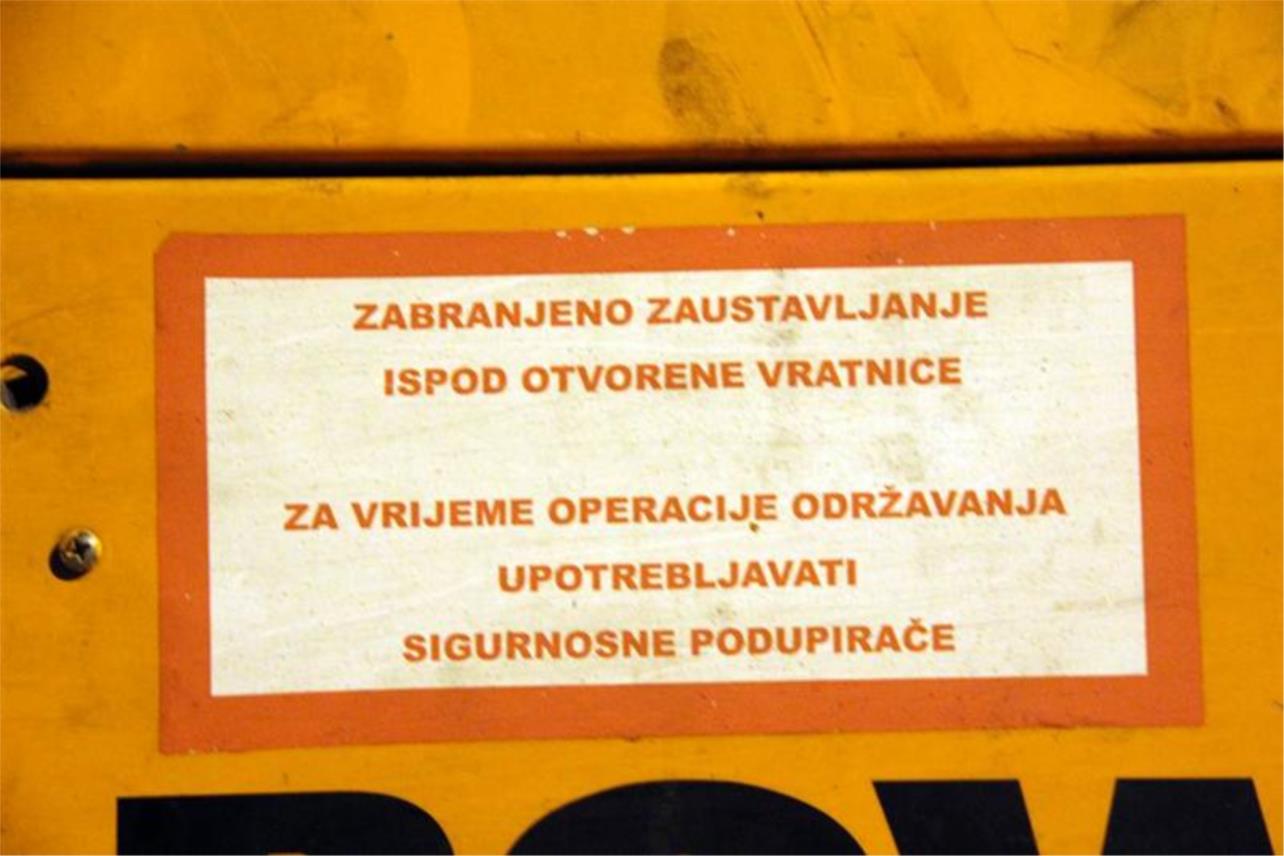 ZABRANJENO ZAUSTAVLJANJE
ISPOD OTVORENE VRATNICE
ZA VRIJEME OPERACIJE ODRŽAVANJA
UPOTREBLJAVATI
SIGURNOSNE PODUPIRAČE